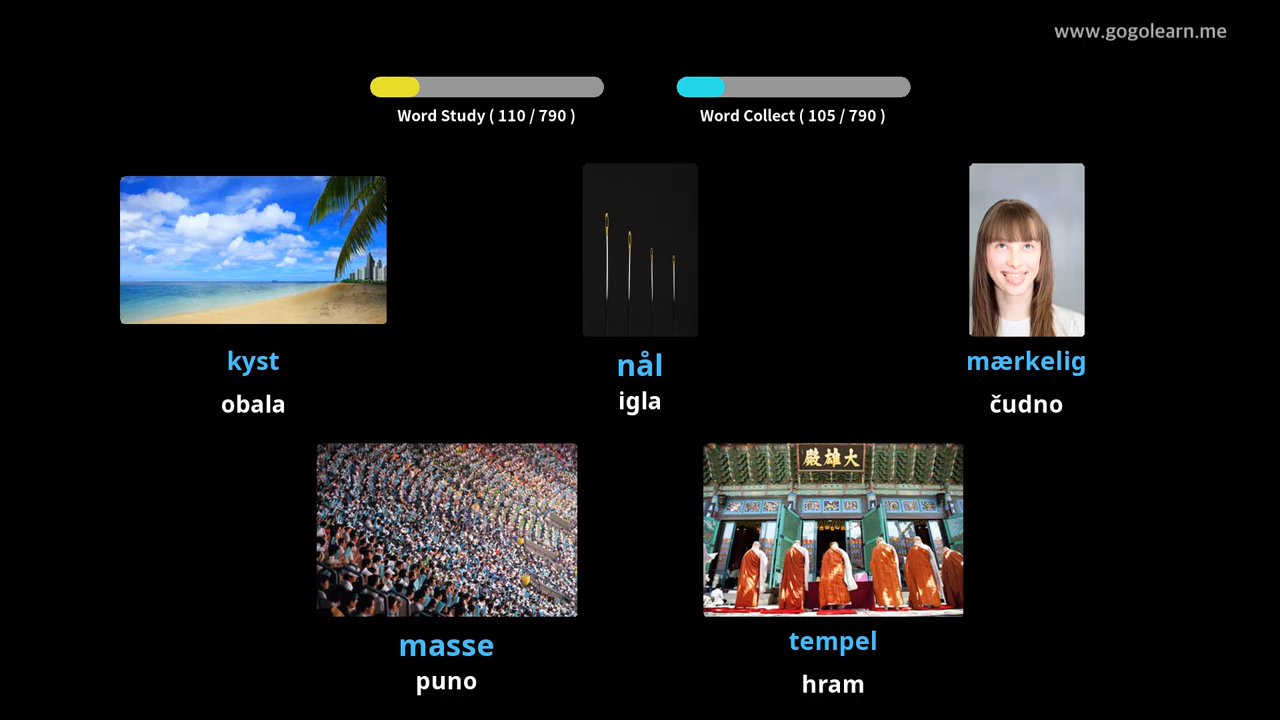 www.gogolearn.me
Word Study ( 110 / 790 )
Word Collect ( 105 / 790 )
kyst
obala
nål
igla
mærkelig
čudno
大雄殿
masse
puno
tempel
hram